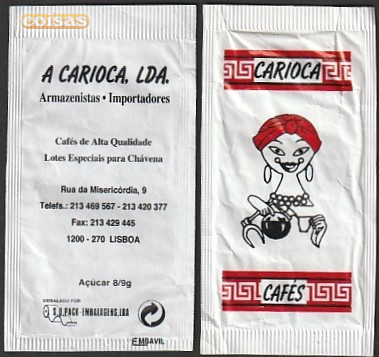 coisas
A CARIOCA, LDA.
Armazenistas • Importadores
Cafés de Alta Qualidade
Lotes Especiais para Chávena
Rua da Misericórdia, 9
Telefs.: 213 469 567 - 213 420 377
Fax: 213 429 445
1200 - 270 LISBOA
Açúcar 8/9g
EMBALADO POR
S.O.PACK-EMBALAGENS,LDA
EMBAVIL
CARIOCA
CAFÉS